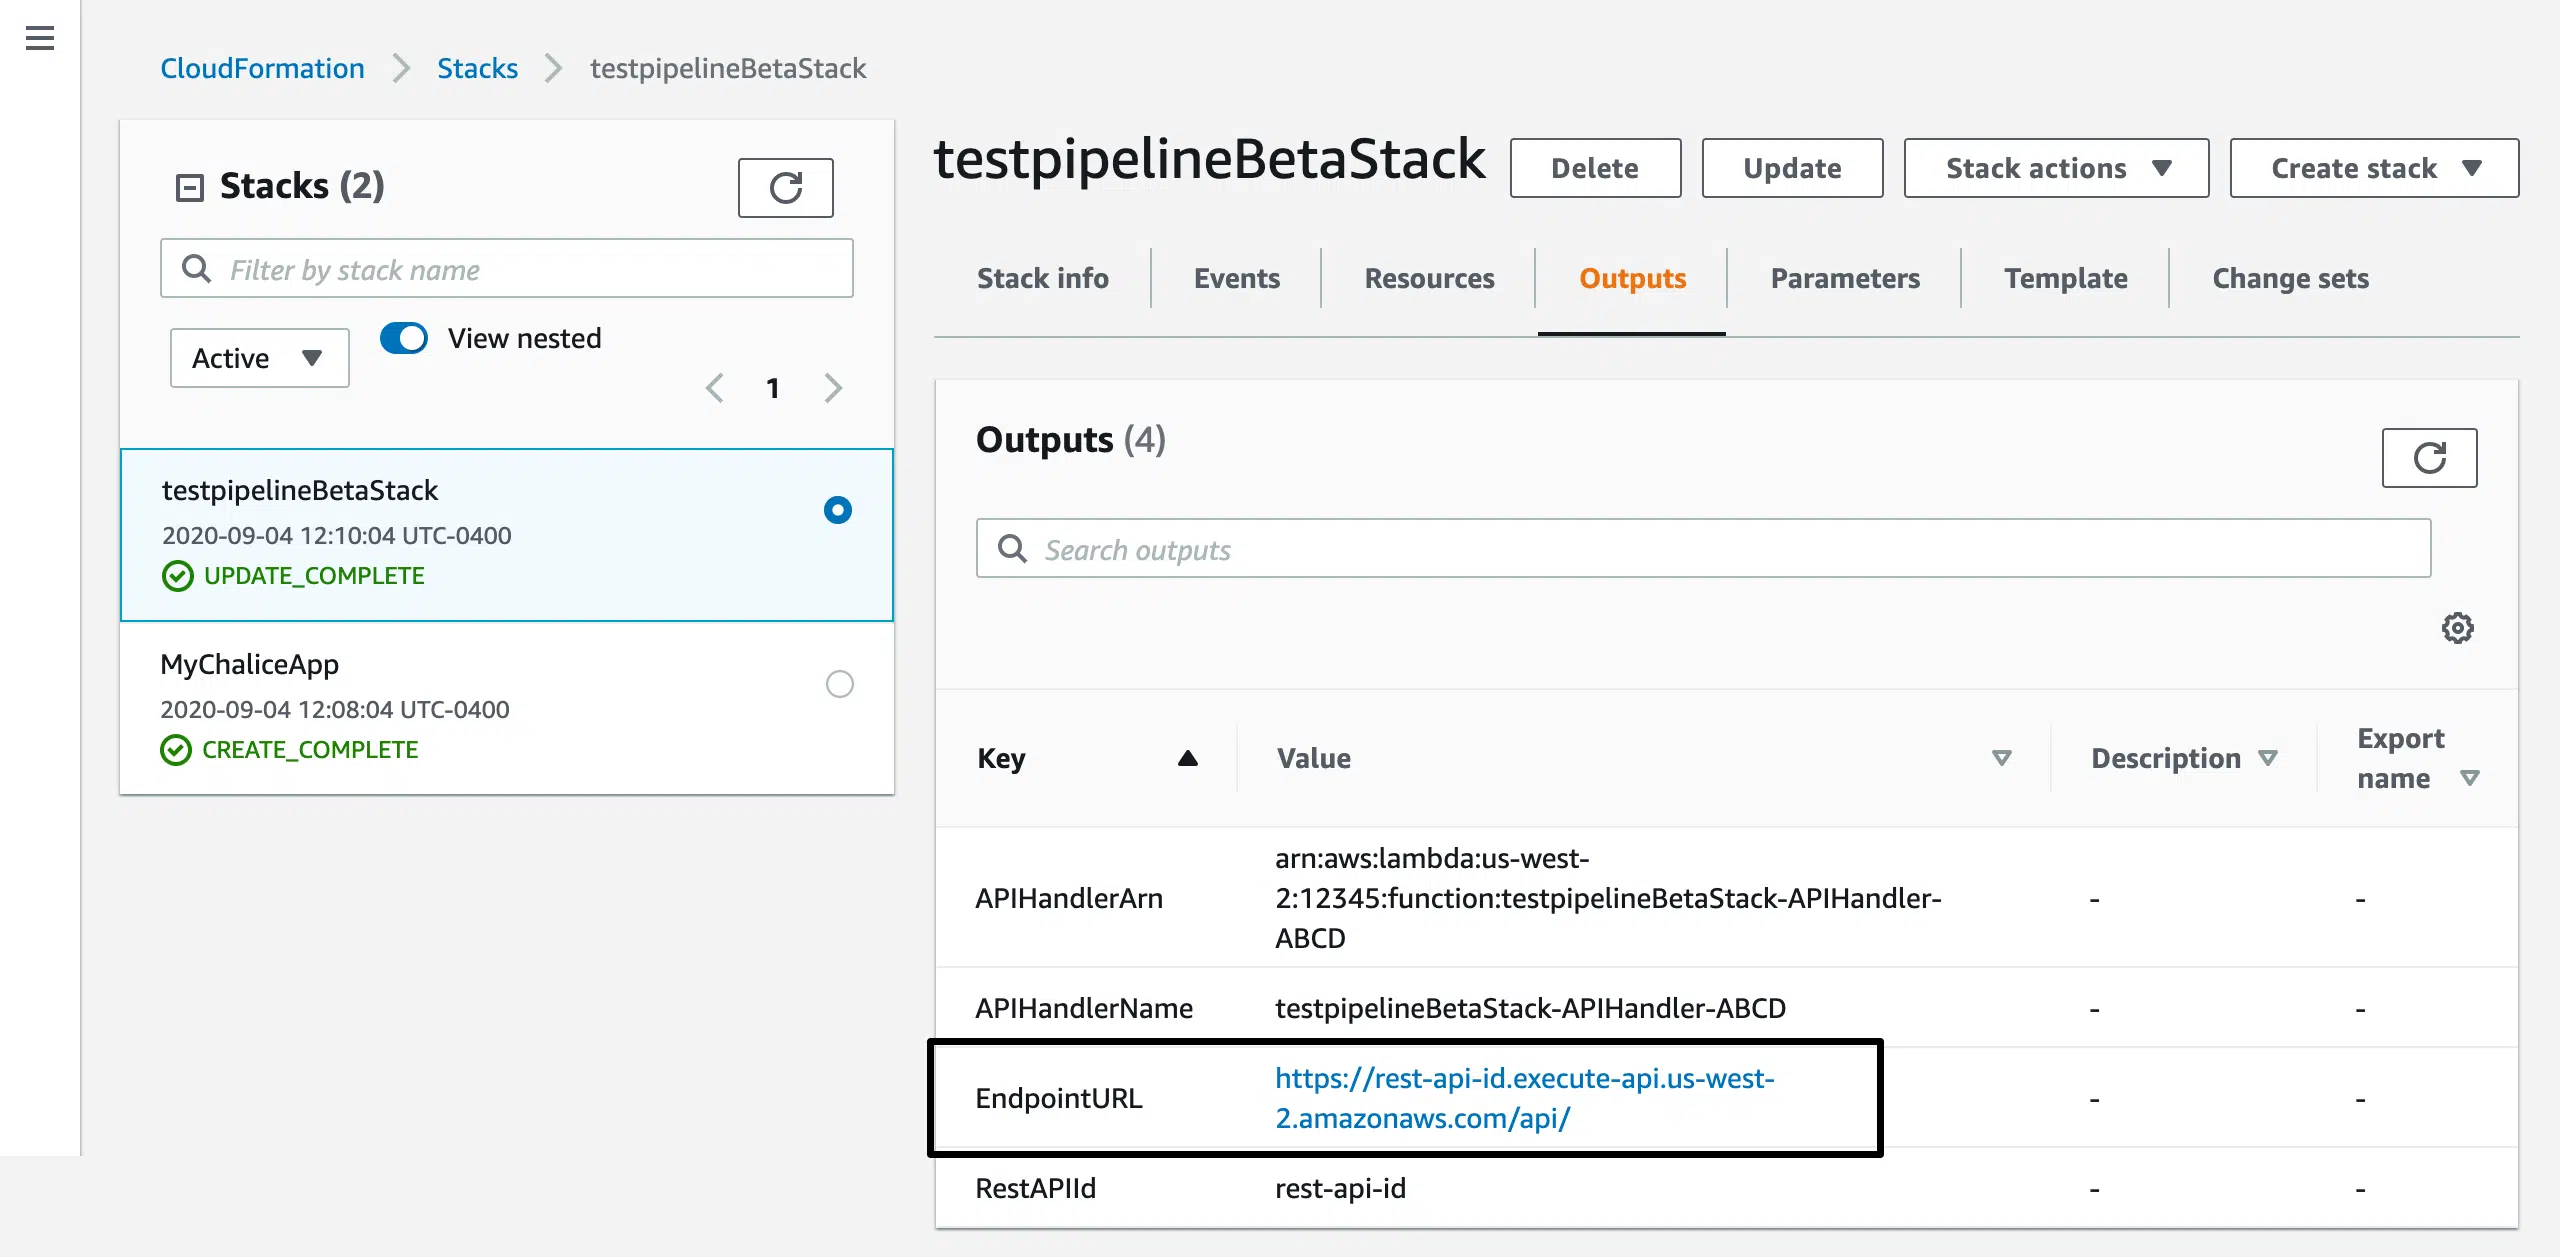 CloudFormation > Stacks > testpipelineBetaStack
Stacks (2)
Filter by stack name
Active
View nested
1
testpipelineBetaStack
2020-09-04 12:10:04 UTC-0400
UPDATE_COMPLETE
MyChaliceApp
2020-09-04 12:08:04 UTC-0400
CREATE_COMPLETE
testpipelineBetaStack
Delete
Update
Stack actions
Create stack
Stack info
Events
Resources
Outputs
Parameters
Template
Change sets
Outputs (4)
Search outputs
Key
Value
Description
Export
name
APIHandlerArn
arn:aws:lambda:us-west-
2:12345:function:testpipelineBetaStack-APIHandler-
ABCD
-
-
APIHandlerName
testpipelineBetaStack-APIHandler-ABCD
-
-
EndpointURL
https://rest-api-id.execute-api.us-west-
2.amazonaws.com/api/
-
-
RestAPIId
rest-api-id
-
-